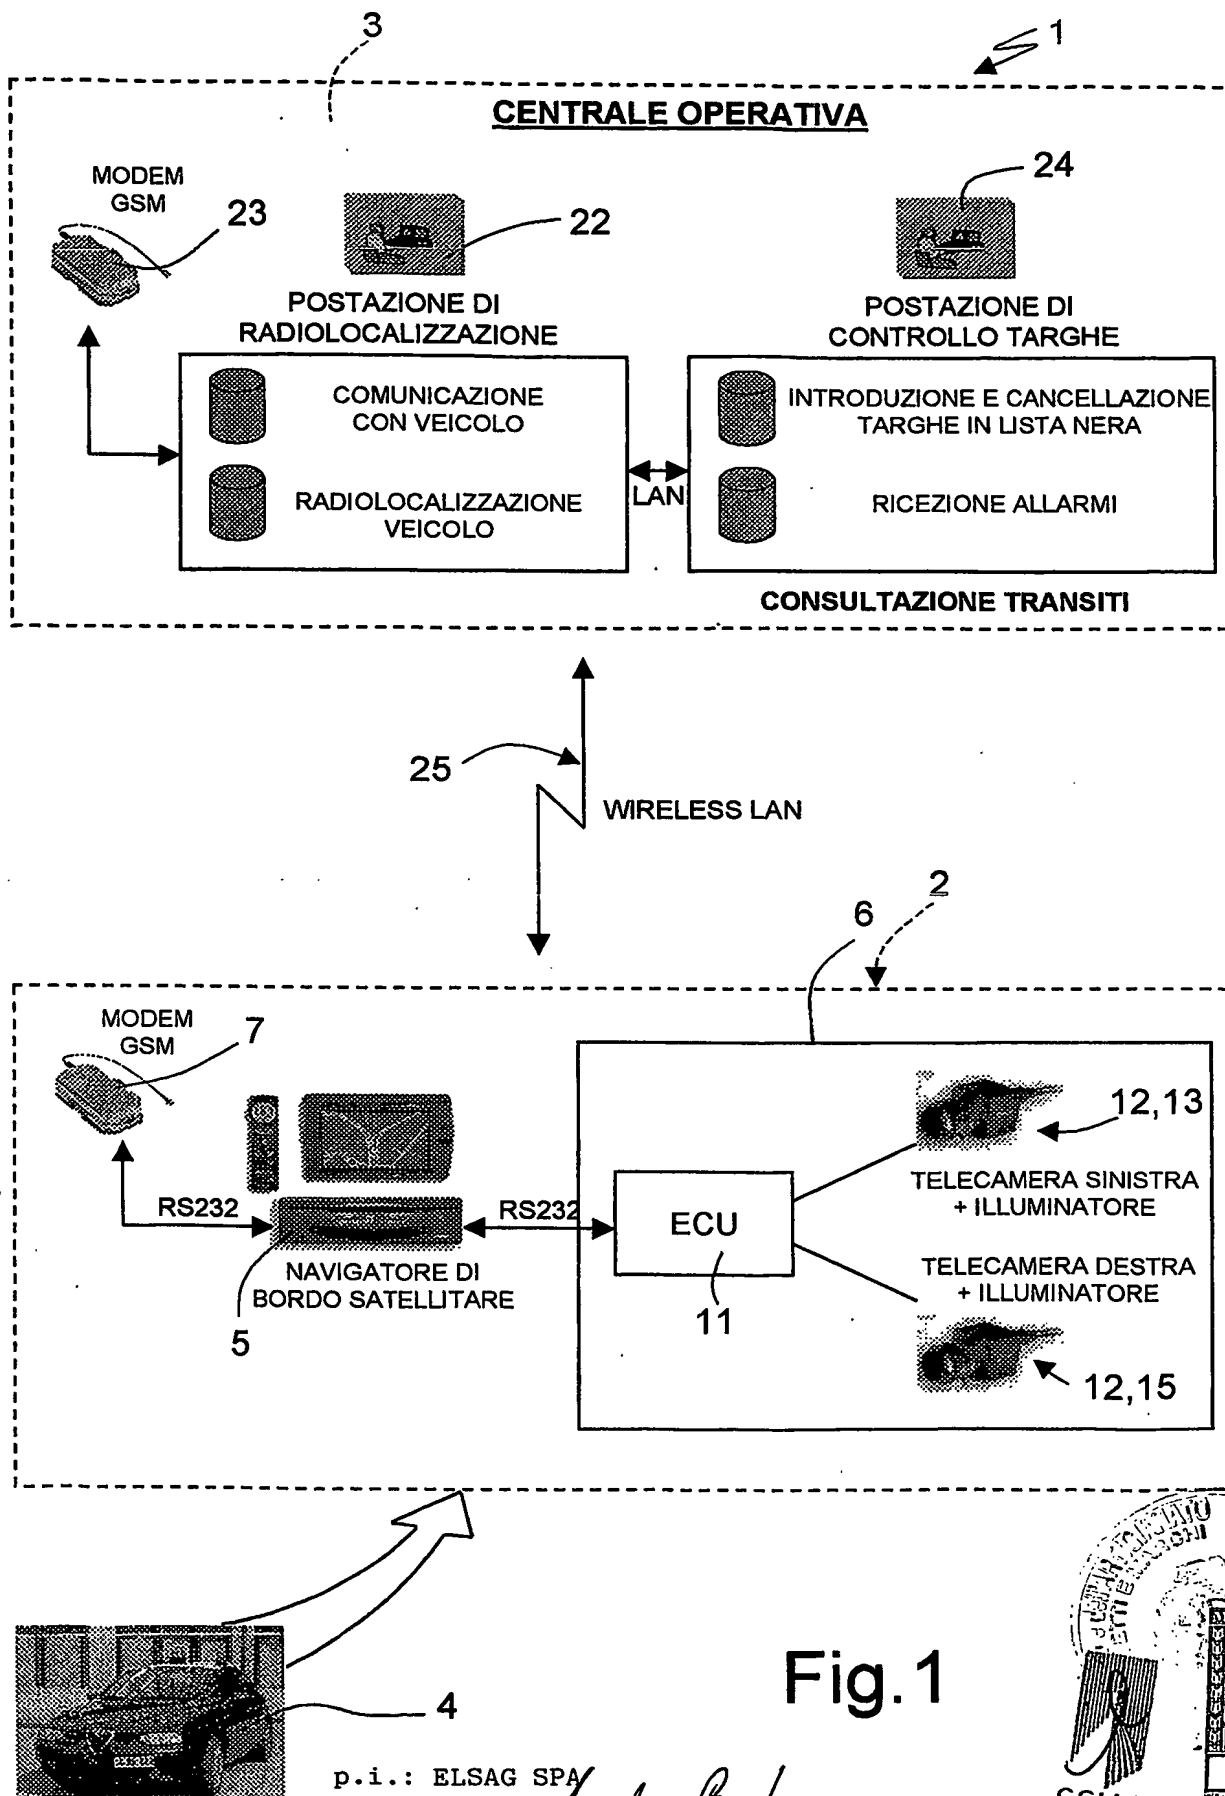 3
1
CENTRALE OPERATIVA
MODEM
GSM
23
22
24
POSTAZIONE DI
RADIOLOCALIZZAZIONE
POSTAZIONE DI
CONTROLLO TARGHE
COMUNICAZIONE
CON VEICOLO
RADIOLOCALIZZAZIONE
VEICOLO
LAN
INTRODUZIONE E CANCELLAZIONE
TARGHE IN LISTA NERA
RICEZIONE ALLARMI
CONSULTAZIONE TRANSITI
25
WIRELESS LAN
2
6
MODEM
GSM
7
RS232
RS232
NAVIGATORE DI
BORDO SATELLITARE
5
ECU
11
12,13
TELECAMERA SINISTRA
+ ILLUMINATORE
TELECAMERA DESTRA
+ ILLUMINATORE
12,15
4
Fig.1
p.i.: ELSAG SPA